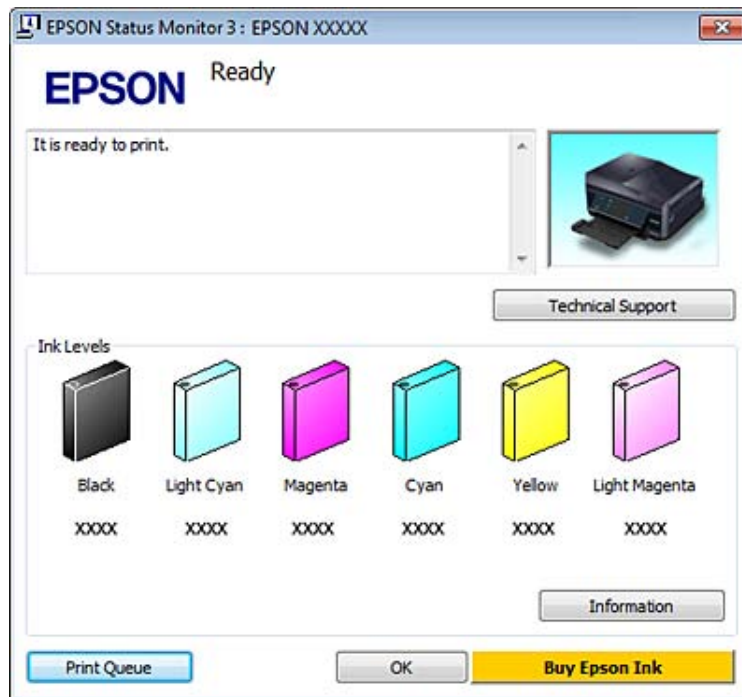 EPSON Status Monitor 3 : EPSON XXXXX
EPSON
Ready
It is ready to print.
Technical Support
Ink Levels
Black Light Cyan Magenta Cyan Yellow Light Magenta
XXXX XXXX XXXX XXXX XXXX XXXX
Information
Print Queue OK Buy Epson Ink